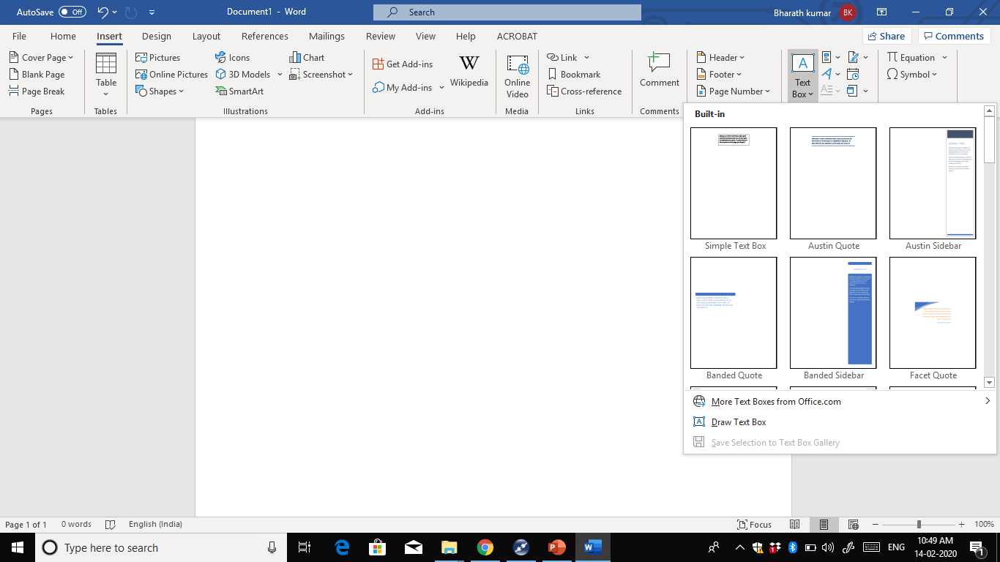 AutoSave Off Document1 - Word Search Bharath kumar BK
File Home Insert Design Layout References Mailings Review View Help ACROBAT Share Comments
Cover Page
Blank Page
Page Break
Pages
Table
Tables
Pictures
Online Pictures
Shapes
Icons
3D Models
SmartArt
Chart
Screenshot
Illustrations
Get Add-ins
My Add-ins
W
Wikipedia
Add-ins
Online
Video
Media
Link
Bookmark
Cross-reference
Links
Comment
Comments
Header
Footer
Page Number
A
Text
Box
Equation
Symbol
Built-in
Simple Text Box Austin Quote Austin Sidebar
Banded Quote Banded Sidebar Facet Quote
More Text Boxes from Office.com
Draw Text Box
Save Selection to Text Box Gallery
Page 1 of 1 0 words English (India) Focus 100%
Type here to search
ENG
10:49 AM
14-02-2020
1